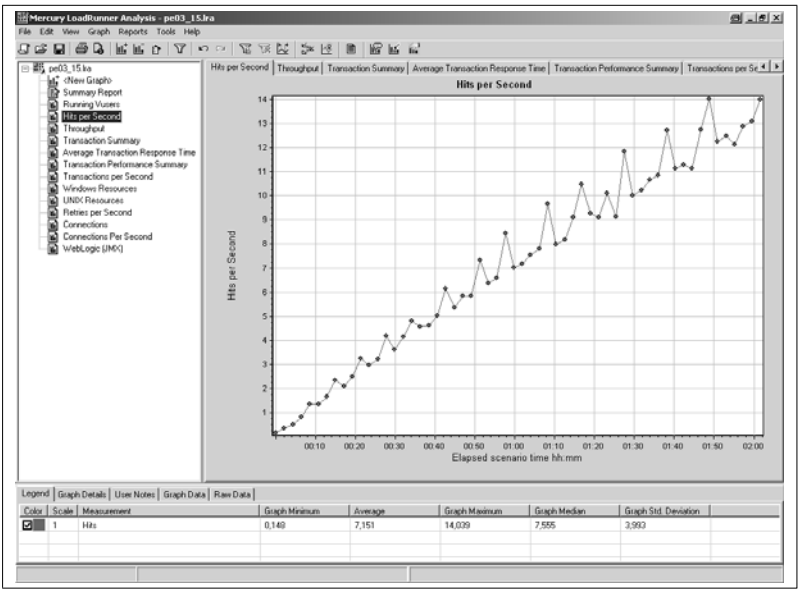 Mercury LoadRunner Analysis - pe03_15.lra
File Edit View Graph Reports Tools Help
pe03_15.lra
<New Graph>
Summary Report
Running Vusers
Hits per Second
Throughput
Transaction Summary
Average Transaction Response Time
Transaction Performance Summary
Transactions per Second
Windows Resources
UNIX Resources
Retries per Second
Connections
Connections Per Second
WebLogic (JMX)
Hits per Second Throughput Transaction Summary Average Transaction Response Time Transaction Performance Summary Transactions per Se
Hits per Second
14
13
12
11
10
9
8
7
6
5
4
3
2
1
Hits per Second
00:10 00:20 00:30 00:40 00:50 01:00 01:10 01:20 01:30 01:40 01:50 02:00
Elapsed scenario time hh:mm
Legend Graph Details User Notes Graph Data Raw Data
Color Scale Measurement Graph Minimum Average Graph Maximum Graph Median Graph Std. Deviation
1 Hits 0,148 7,151 14,039 7,555 3,993